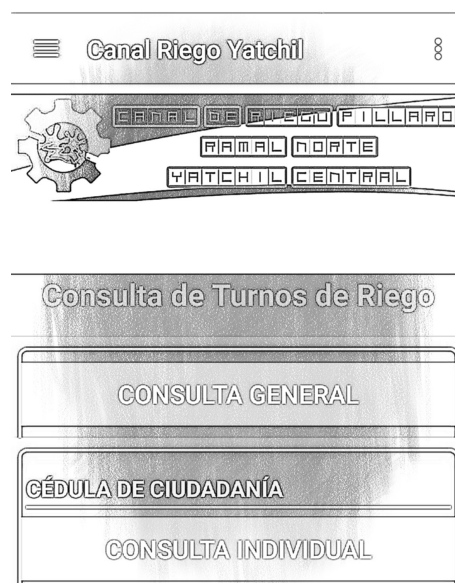 Canal Riego Yatchil
CANAL DE RIEGO PILLARO
RAMAL NORTE
YATCHIL CENTRAL
Consulta de Turnos de Riego
CONSULTA GENERAL
CÉDULA DE CIUDADANÍA
CONSULTA INDIVIDUAL